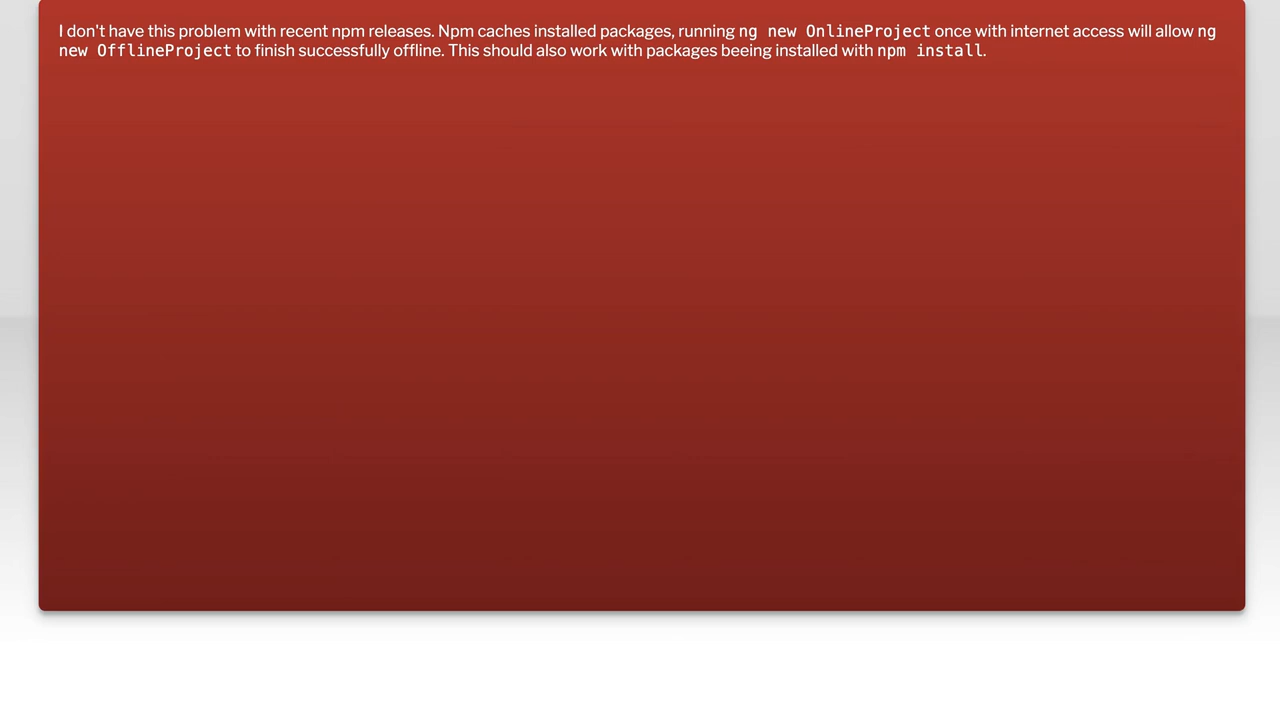 I don't have this problem with recent npm releases. Npm caches installed packages, running ng new OnlineProject once with internet access will allow ng
new OfflineProject to finish successfully offline. This should also work with packages beeing installed with npm install.